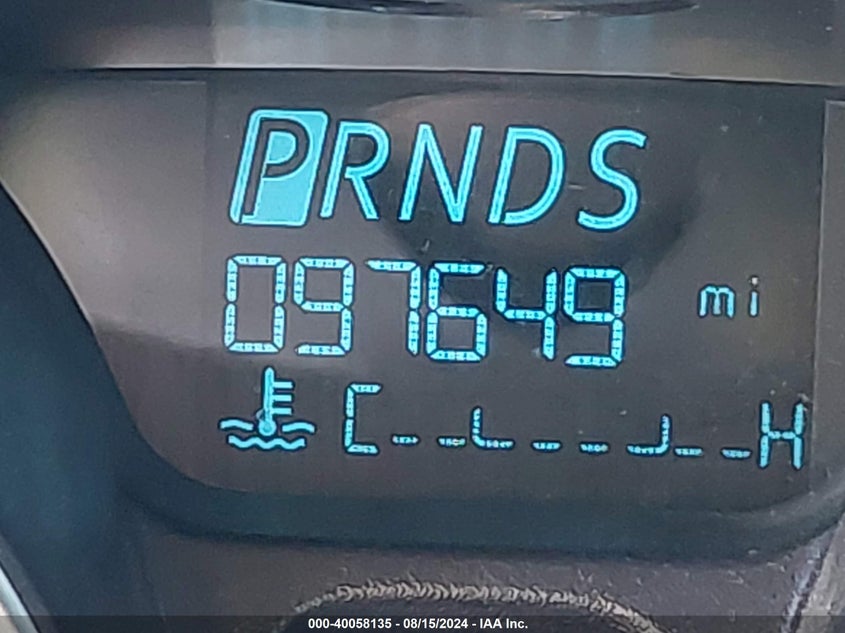 PRNDS
097649 mi
C H
000-40058135 - 08/15/2024 - IAA Inc.